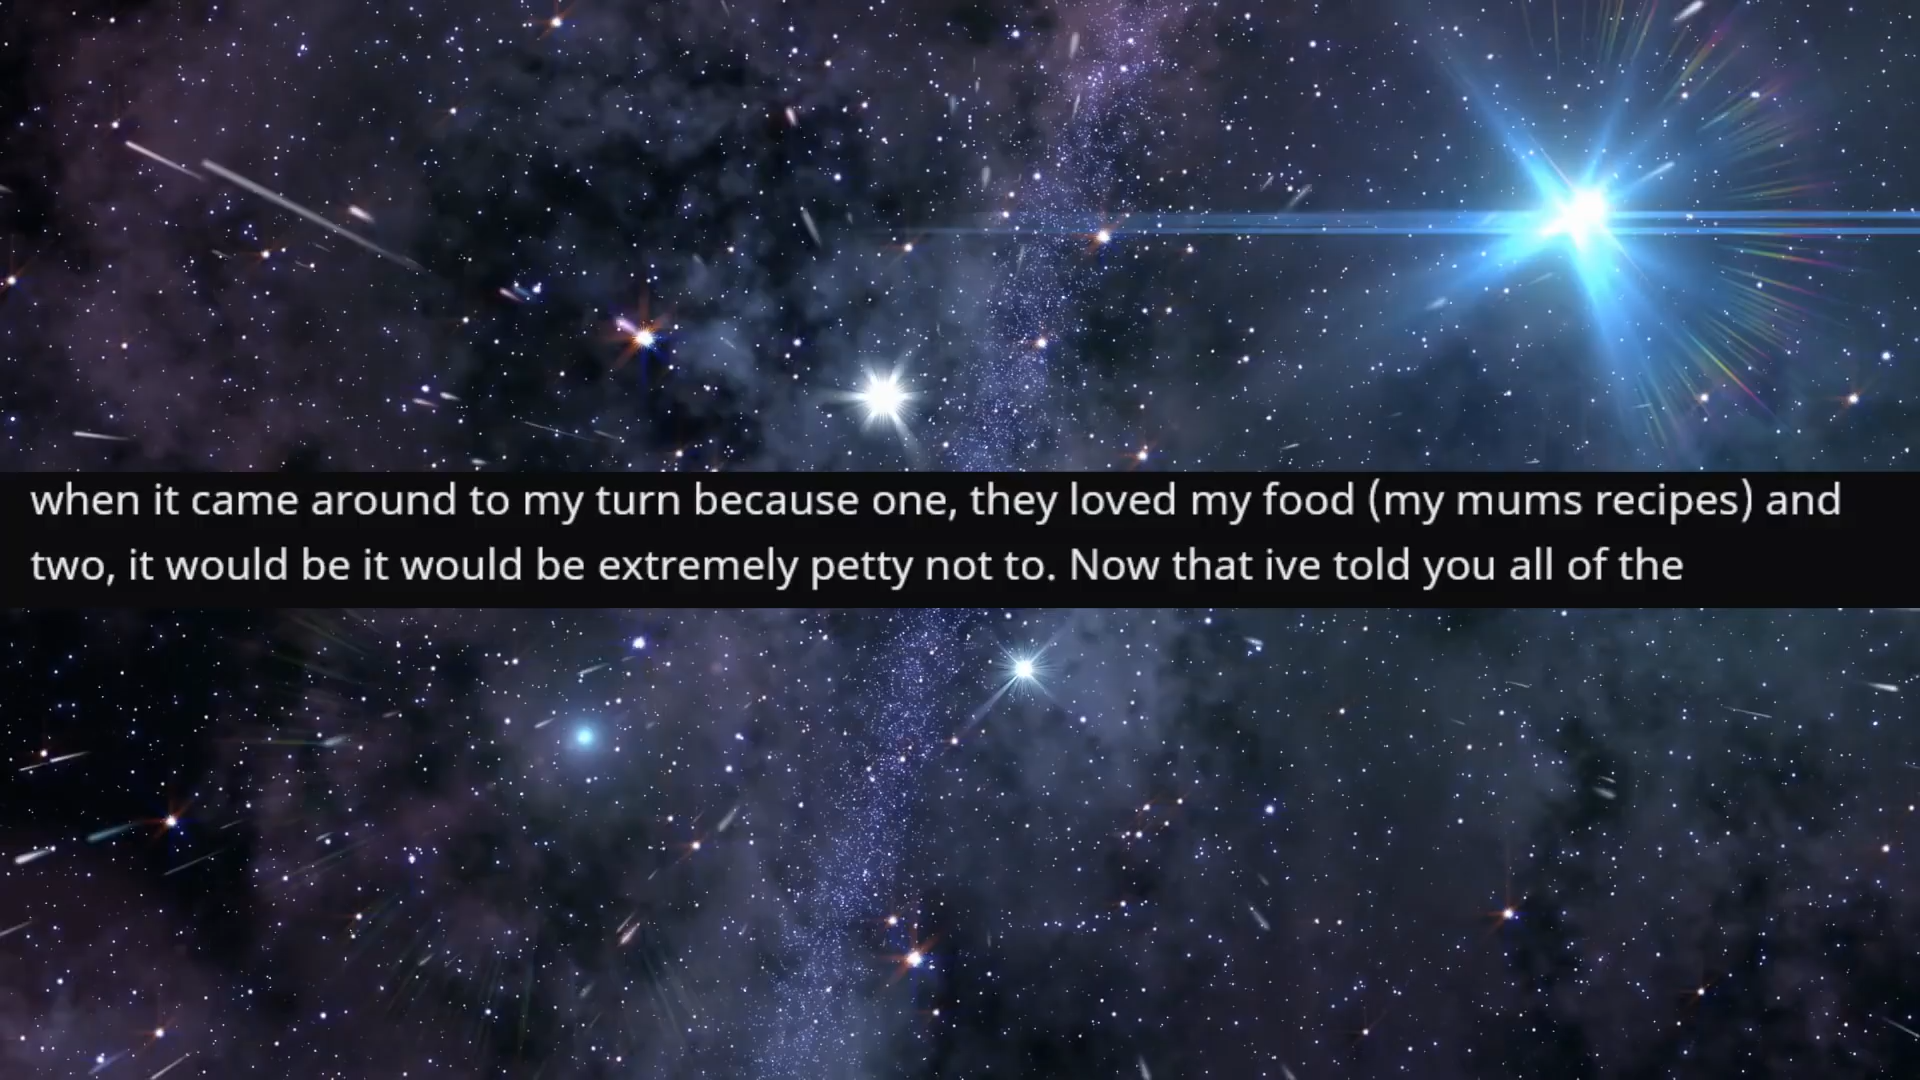 when it came around to my turn because one, they loved my food (my mums recipes) and
two, it would be it would be extremely petty not to. Now that ive told you all of the